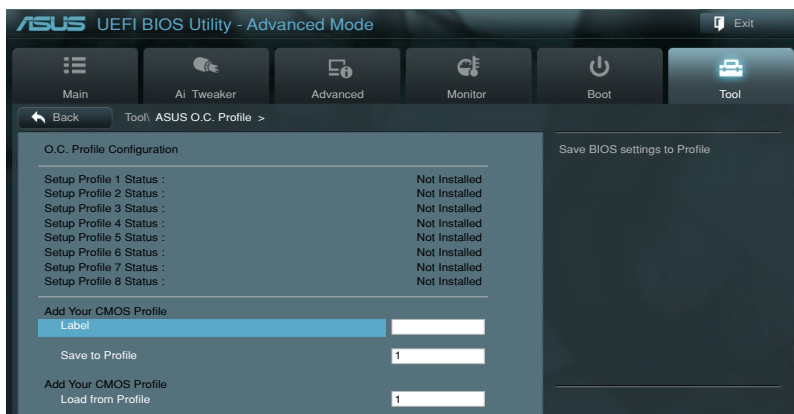 ASUS UEFI BIOS Utility - Advanced Mode
Exit
Main Ai Tweaker Advanced Monitor Boot Tool
Back Tool\ ASUS O.C. Profile >
O.C. Profile Configuration
Save BIOS settings to Profile
Setup Profile 1 Status : Not Installed
Setup Profile 2 Status : Not Installed
Setup Profile 3 Status : Not Installed
Setup Profile 4 Status : Not Installed
Setup Profile 5 Status : Not Installed
Setup Profile 6 Status : Not Installed
Setup Profile 7 Status : Not Installed
Setup Profile 8 Status : Not Installed
Add Your CMOS Profile
Label
Save to Profile 1
Add Your CMOS Profile
Load from Profile 1